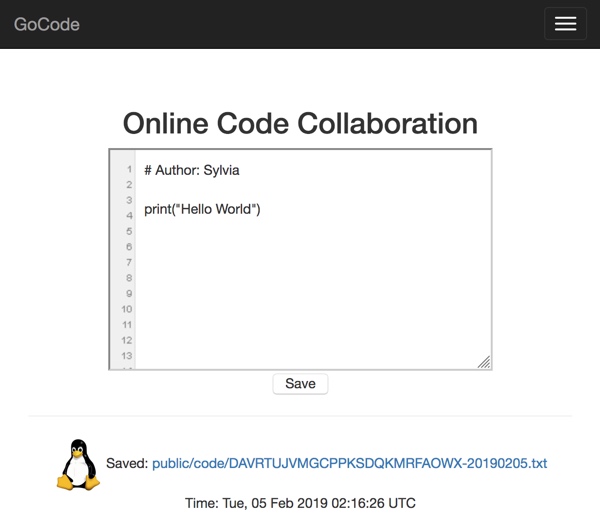 GoCode
Online Code Collaboration
1 # Author: Sylvia
2
3 print("Hello World")
4
5
6
7
8
9
10
11
12
13
Save
Saved: public/code/DAVRTUJVMGCPPKSDQKMRFAOWX-20190205.txt
Time: Tue, 05 Feb 2019 02:16:26 UTC